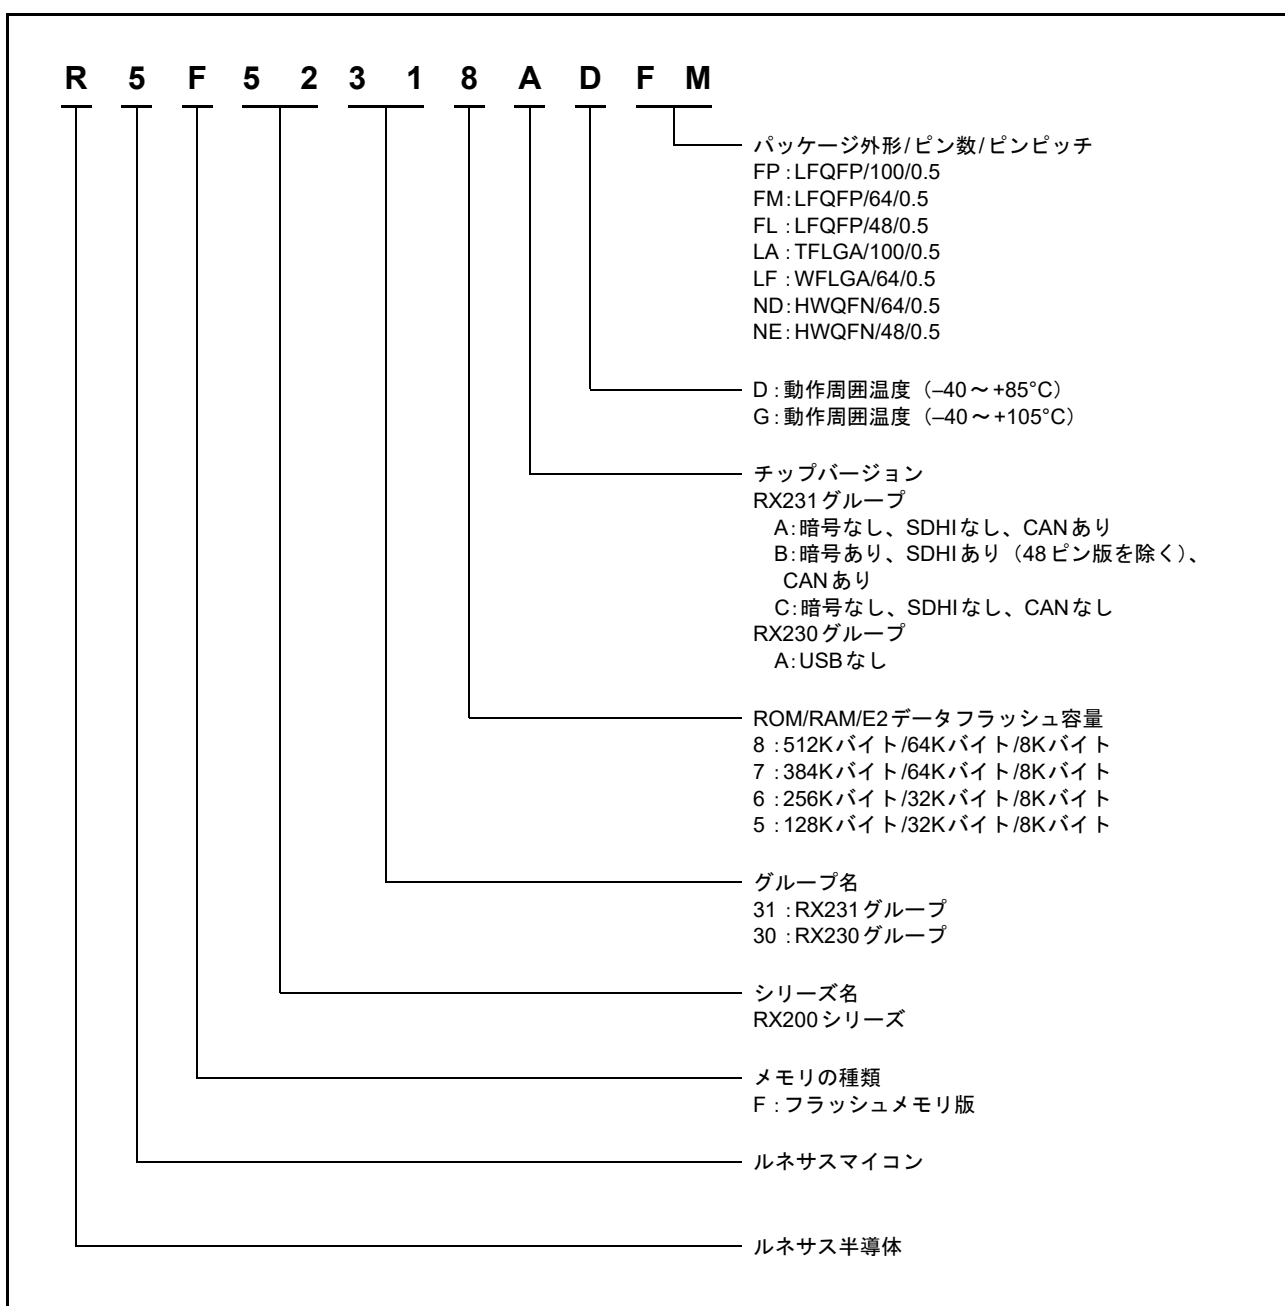 R 5 F 5 2 3 1 8 A D F M
パッケージ外形/ピン数/ピンピッチ
FP : LFQFP/100/0.5
FM : LFQFP/64/0.5
FL : LFQFP/48/0.5
LA : TFLGA/100/0.5
LF : WFLGA/64/0.5
ND : HWQFN/64/0.5
NE : HWQFN/48/0.5
D : 動作周囲温度（–40～+85°C）
G : 動作周囲温度（–40～+105°C）
チップバージョン
RX231グループ
A : 暗号なし、SDHIなし、CANあり
B : 暗号あり、SDHIあり（48ピン版を除く）、
CANあり
C : 暗号なし、SDHIなし、CANなし
RX230グループ
A : USBなし
ROM/RAM/E2データフラッシュ容量
8 : 512Kバイト/64Kバイト/8Kバイト
7 : 384Kバイト/64Kバイト/8Kバイト
6 : 256Kバイト/32Kバイト/8Kバイト
5 : 128Kバイト/32Kバイト/8Kバイト
グループ名
31 : RX231グループ
30 : RX230グループ
シリーズ名
RX200シリーズ
メモリの種類
F : フラッシュメモリ版
ルネサスマイコン
ルネサス半導体